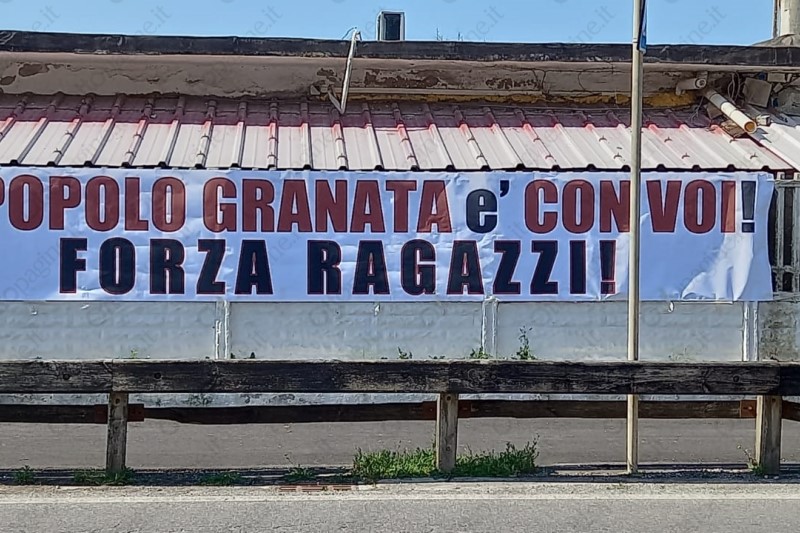 POPOLO GRANATA e' CON VOI!
FORZA RAGAZZI!